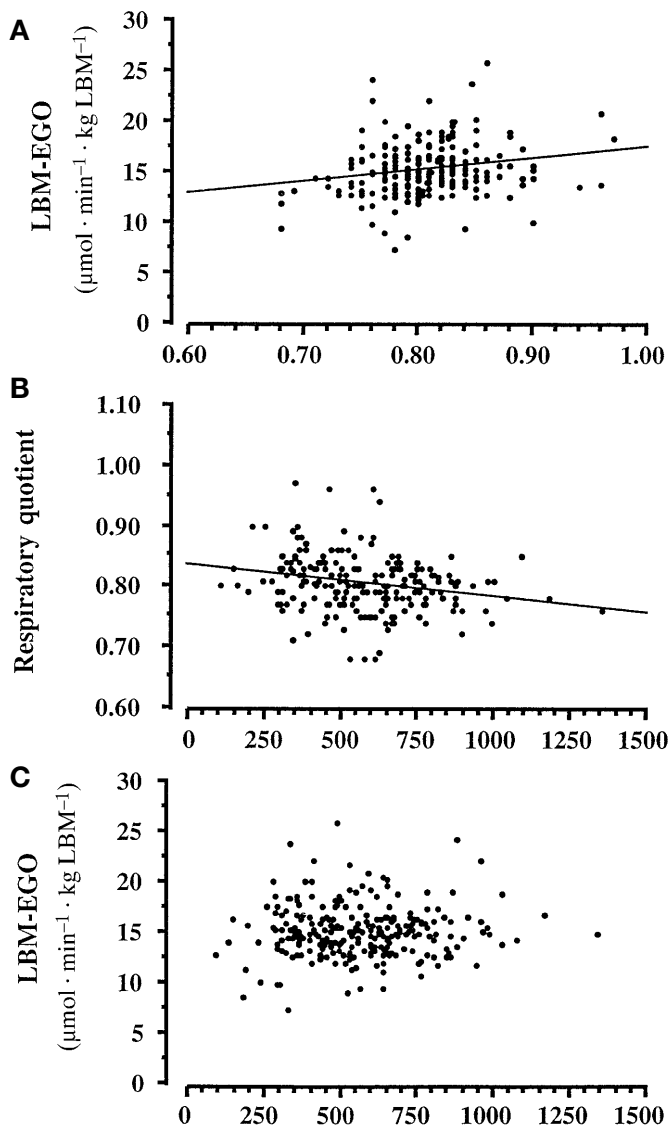 A
LBM-EGO
(µmol · min⁻¹ · kg LBM⁻¹)
30
25
20
15
10
5
0
0.60 0.70 0.80 0.90 1.00
B
Respiratory quotient
1.10
1.00
0.90
0.80
0.70
0.60
0 250 500 750 1000 1250 1500
C
LBM-EGO
(µmol · min⁻¹ · kg LBM⁻¹)
30
25
20
15
10
5
0
0 250 500 750 1000 1250 1500